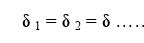 δ 1 = δ 2 = δ .....